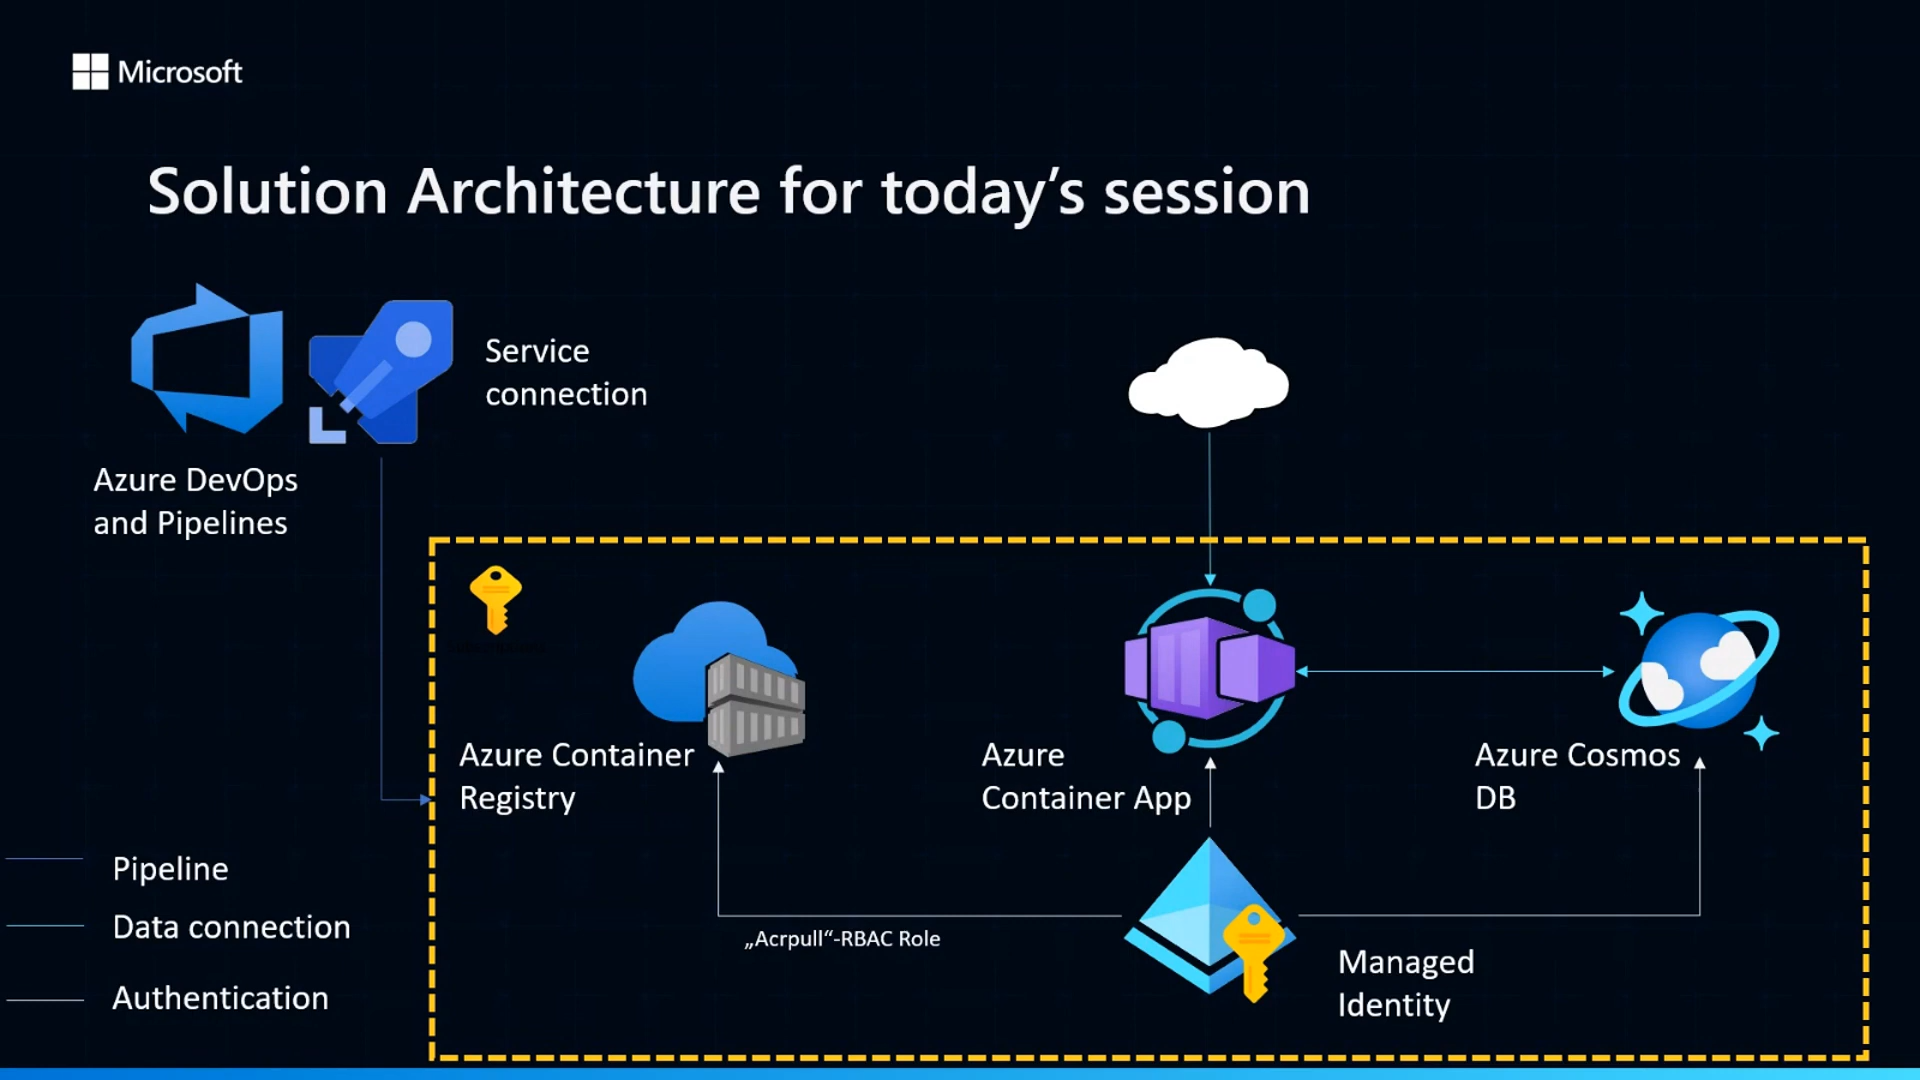 Microsoft
Solution Architecture for today’s session
Service
connection
Azure DevOps
and Pipelines
Azure Container
Registry
Azure
Container App
Azure Cosmos
DB
„Acrpull“-RBAC Role
Managed
Identity
Pipeline
Data connection
Authentication